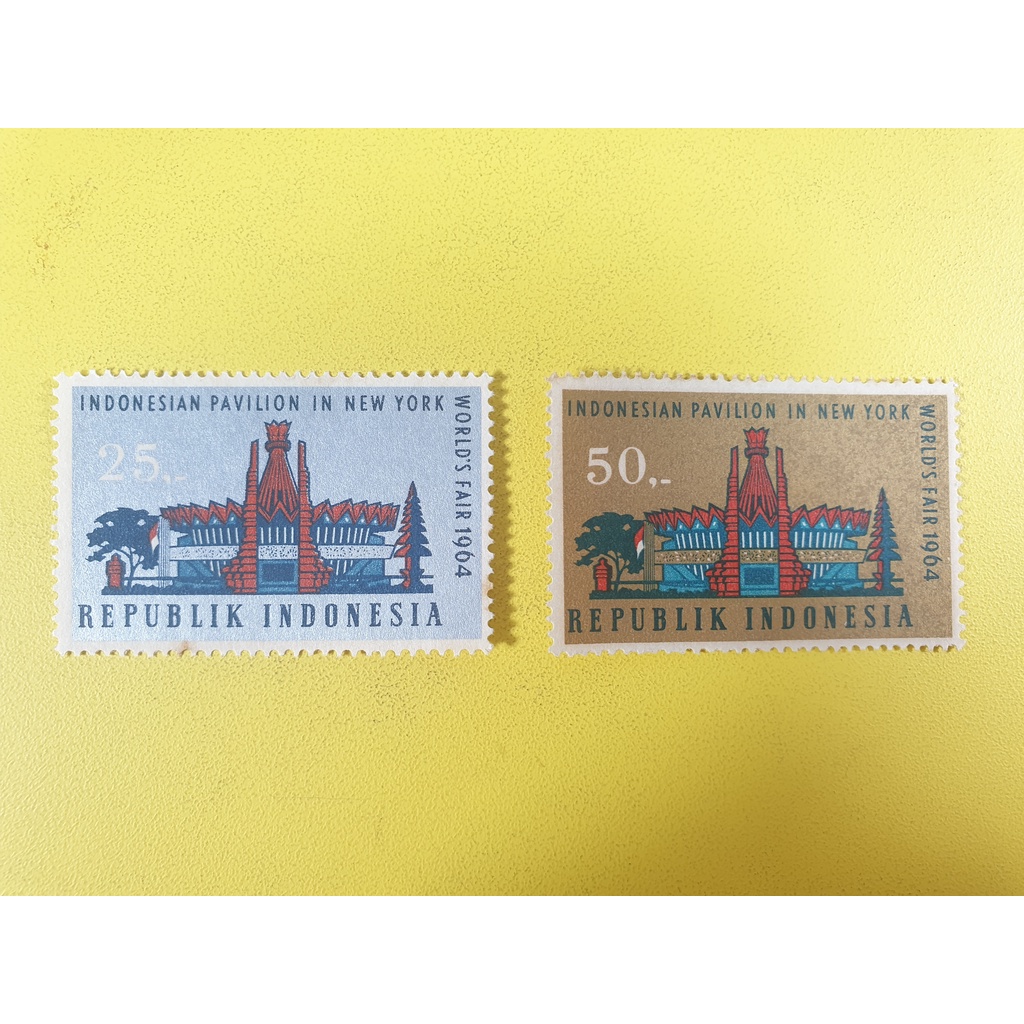 INDONESIAN PAVILION IN NEW YORK
WORLD'S FAIR 1964
25,-
REPUBLIK INDONESIA
INDONESIAN PAVILION IN NEW YORK
WORLD'S FAIR 1964
50,-
REPUBLIK INDONESIA